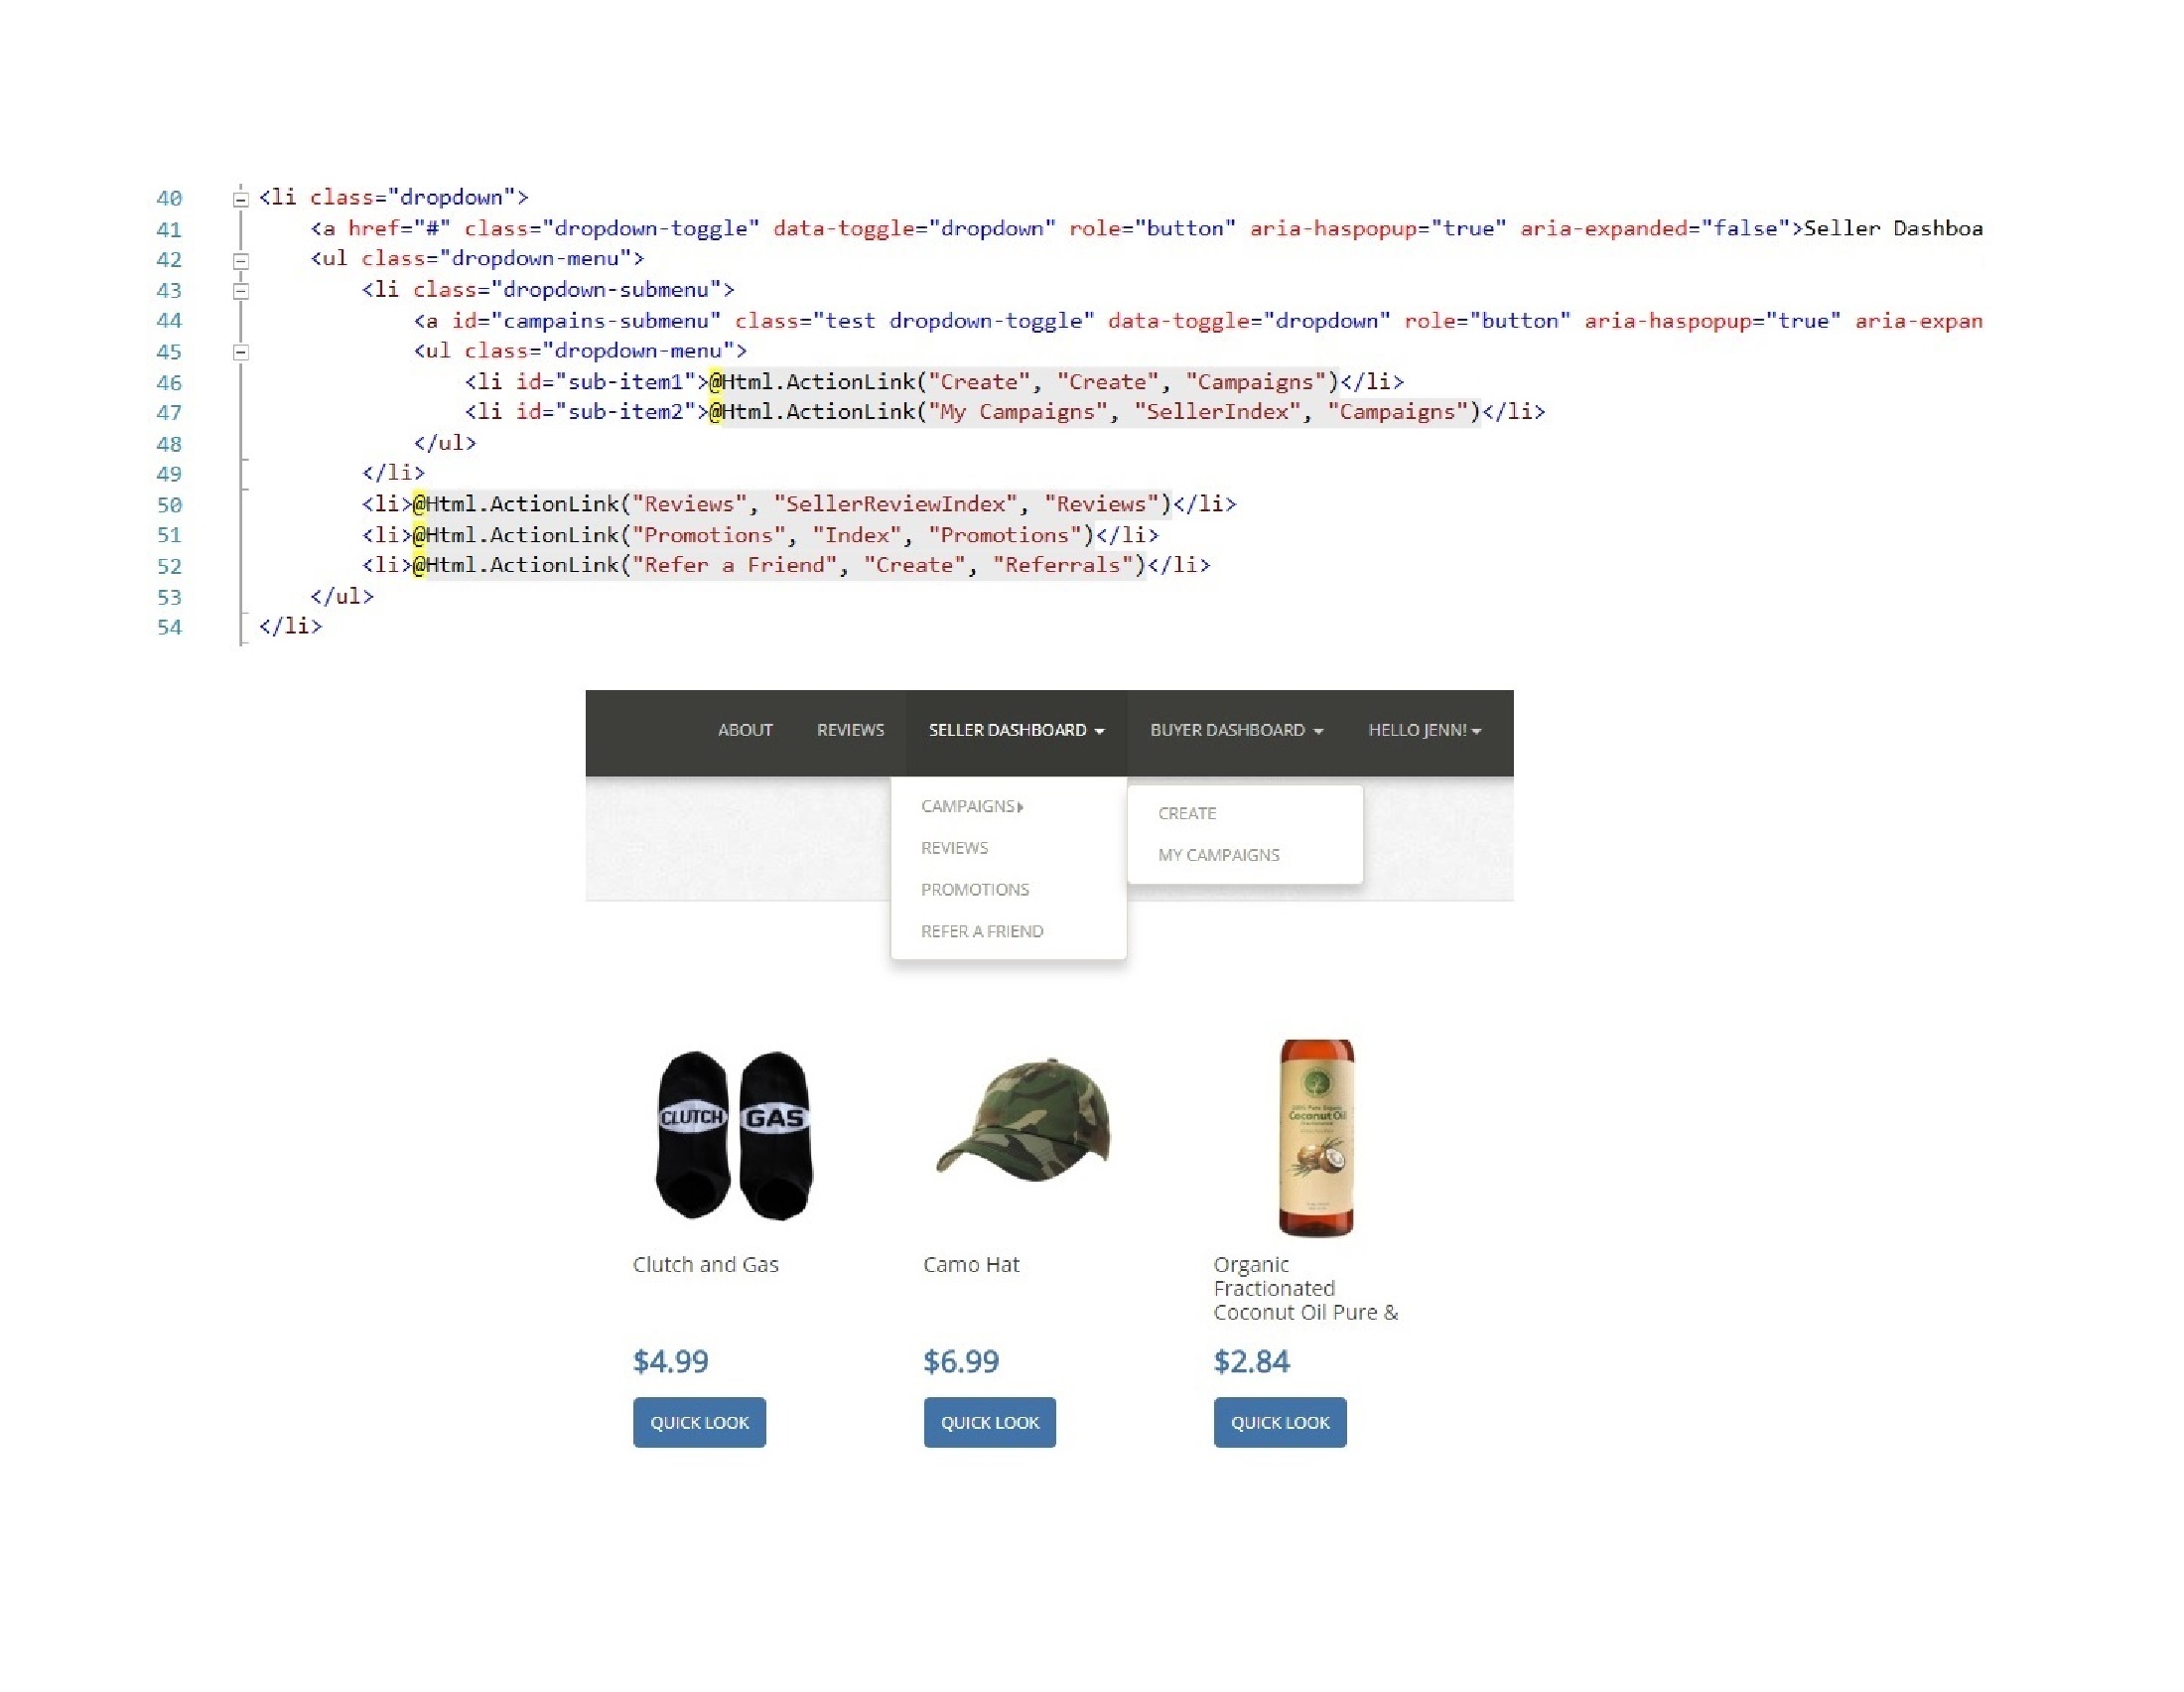 40 <li class="dropdown">
41 <a href="#" class="dropdown-toggle" data-toggle="dropdown" role="button" aria-haspopup="true" aria-expanded="false">Seller Dashboa
42 <ul class="dropdown-menu">
43 <li class="dropdown-submenu">
44 <a id="campains-submenu" class="test dropdown-toggle" data-toggle="dropdown" role="button" aria-haspopup="true" aria-expan
45 <ul class="dropdown-menu">
46 <li id="sub-item1">@Html.ActionLink("Create", "Create", "Campaigns")</li>
47 <li id="sub-item2">@Html.ActionLink("My Campaigns", "SellerIndex", "Campaigns")</li>
48 </ul>
49 </li>
50 <li>@Html.ActionLink("Reviews", "SellerReviewIndex", "Reviews")</li>
51 <li>@Html.ActionLink("Promotions", "Index", "Promotions")</li>
52 <li>@Html.ActionLink("Refer a Friend", "Create", "Referrals")</li>
53 </ul>
54 </li>
ABOUT REVIEWS SELLER DASHBOARD BUYER DASHBOARD HELLO JENN!
CAMPAIGNS
REVIEWS
PROMOTIONS
REFER A FRIEND
CREATE
MY CAMPAIGNS
CLUTCH GAS
100% Pure Organic
Coconut Oil
Clutch and Gas
$4.99
QUICK LOOK
Camo Hat
$6.99
QUICK LOOK
Organic
Fractionated
Coconut Oil Pure &
$2.84
QUICK LOOK